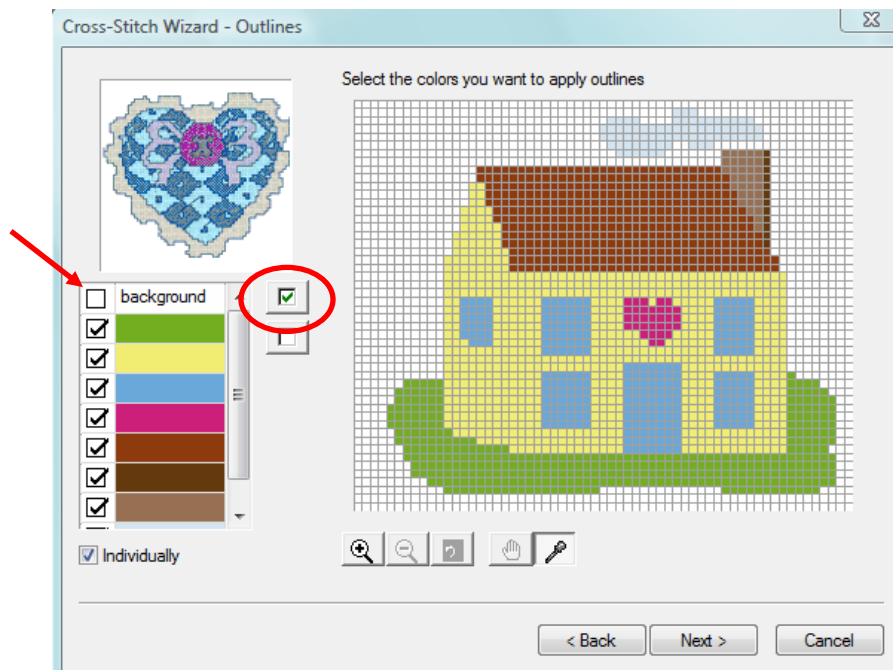 Cross-Stitch Wizard - Outlines
Select the colors you want to apply outlines
background
Individually
< Back
Next >
Cancel